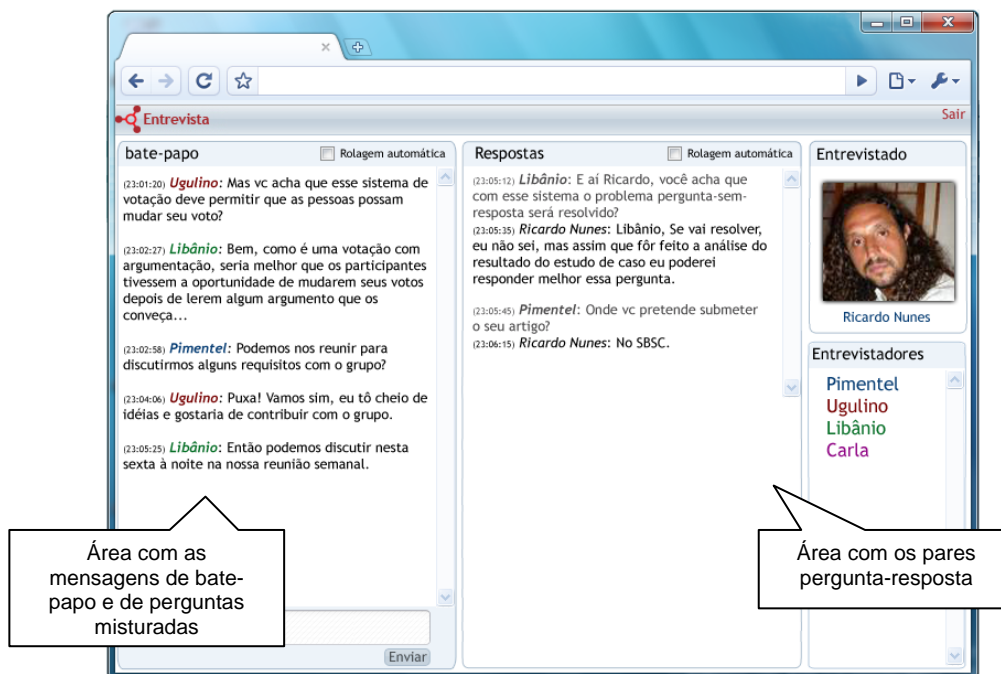 Entrevista
Sair
bate-papo
Rolagem automática
(23:01:20) Ugulino: Mas vc acha que esse sistema de
votação deve permitir que as pessoas possam
mudar seu voto?
(23:02:27) Libânio: Bem, como é uma votação com
argumentação, seria melhor que os participantes
tivessem a oportunidade de mudarem seus votos
depois de lerem algum argumento que os
conveça...
(23:02:58) Pimentel: Podemos nos reunir para
discutirmos alguns requisitos com o grupo?
(23:04:06) Ugulino: Puxa! Vamos sim, eu tô cheio de
idéias e gostaria de contribuir com o grupo.
(23:05:25) Libânio: Então podemos discutir nesta
sexta à noite na nossa reunião semanal.
Enviar
Área com as
mensagens de bate-
papo e de perguntas
misturadas
Respostas
Rolagem automática
(23:05:12) Libânio: E aí Ricardo, você acha que
com esse sistema o problema pergunta-sem-
resposta será resolvido?
(23:05:35) Ricardo Nunes: Libânio, Se vai resolver,
eu não sei, mas assim que fôr feito a análise do
resultado do estudo de caso eu poderei
responder melhor essa pergunta.
(23:05:45) Pimentel: Onde vc pretende submeter
o seu artigo?
(23:06:15) Ricardo Nunes: No SBSC.
Entrevistado
Ricardo Nunes
Entrevistadores
Pimentel
Ugulino
Libânio
Carla
Área com os pares
pergunta-resposta